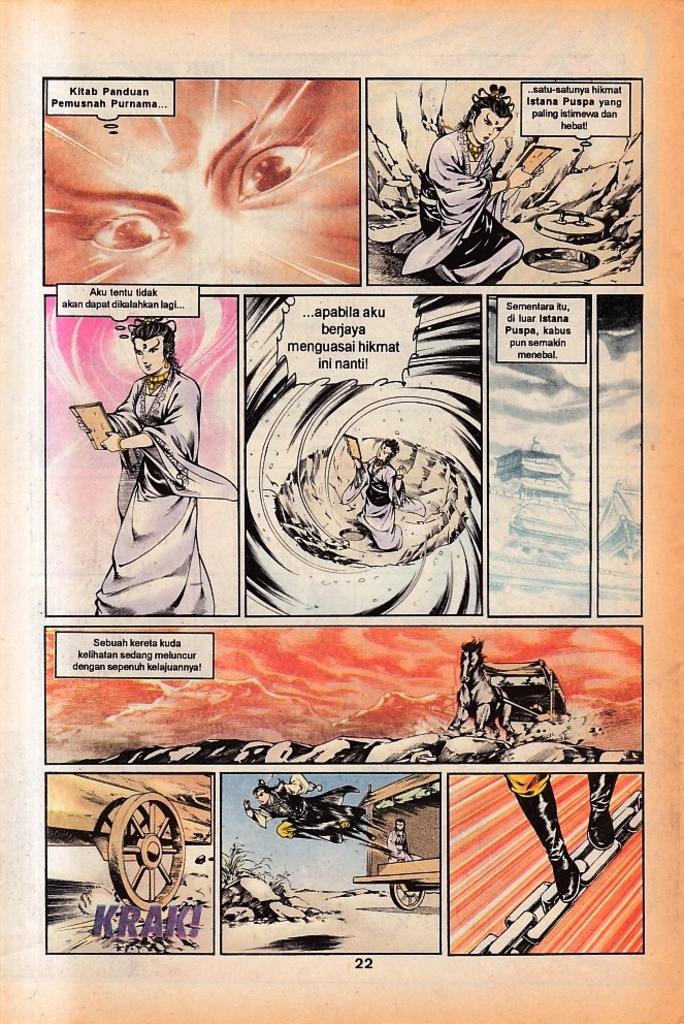 Kitab Panduan
Pemusnah Purnama...
..satu-satunya hikmat
Istana Puspa yang
paling istimewa dan
hebat!
Aku tentu tidak
akan dapat dikalahkan lagi...
...apabila aku
berjaya
menguasai hikmat
ini nanti!
Sementara itu,
di luar Istana
Puspa, kabus
pun semakin
menebal.
Sebuah kereta kuda
kelihatan sedang meluncur
dengan sepenuh kelajuannya!
KRAK!
22